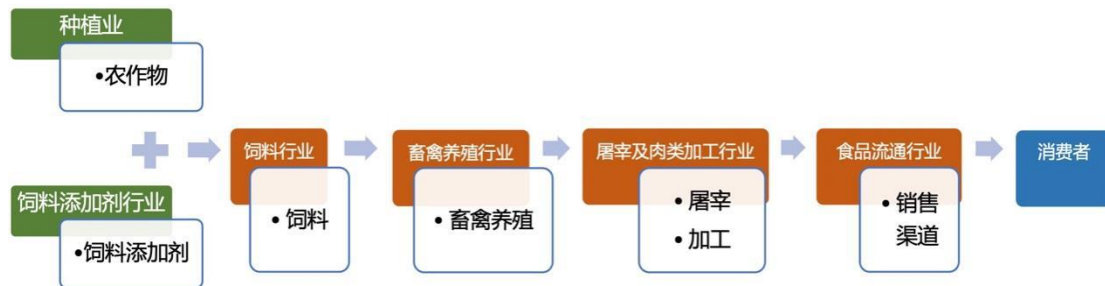 种植业
•农作物
饲料添加剂行业
•饲料添加剂
饲料行业
•饲料
畜禽养殖行业
•畜禽养殖
屠宰及肉类加工行业
•屠宰
•加工
食品流通行业
•销售
渠道
消费者